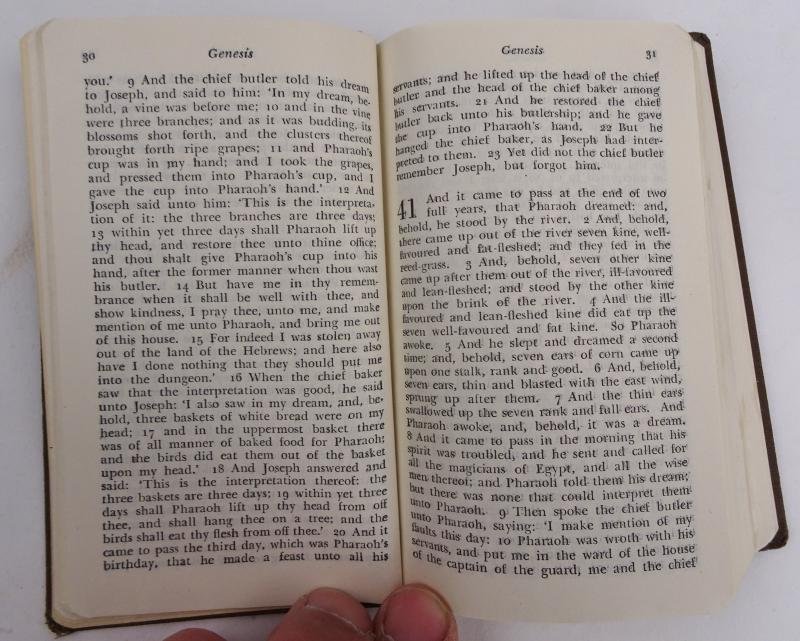 30
Genesis
you.' 9 And the chief butler told his dream
to Joseph, and said to him: 'In my dream, be-
hold, a vine was before me; 10 and in the vine
were three branches; and as it was budding, its
blossoms shot forth, and the clusters thereof
brought forth ripe grapes; 11 and Pharaoh's
cup was in my hand; and I took the grapes,
and pressed them into Pharaoh's cup, and I
gave the cup into Pharaoh's hand.' 12 And
Joseph said unto him: 'This is the interpreta-
tion of it: the three branches are three days;
13 within yet three days shall Pharaoh lift up
thy head, and restore thee unto thine office;
and thou shalt give Pharaoh's cup into his
hand, after the former manner when thou wast
his butler. 14 But have me in thy remem-
brance when it shall be well with thee, and
show kindness, I pray thee, unto me, and make
mention of me unto Pharaoh, and bring me out
of this house. 15 For indeed I was stolen away
out of the land of the Hebrews; and here also
have I done nothing that they should put me
into the dungeon.' 16 When the chief baker
saw that the interpretation was good, he said
unto Joseph: 'I also saw in my dream, and, be-
hold, three baskets of white bread were on my
head; 17 and in the uppermost basket there
was of all manner of baked food for Pharaoh;
and the birds did eat them out of the basket
upon my head.' 18 And Joseph answered and
said: 'This is the interpretation thereof: the
three baskets are three days; 19 within yet three
days shall Pharaoh lift up thy head from off
thee, and shall hang thee on a tree; and the
birds shall eat thy flesh from off thee.' 20 And it
came to pass the third day, which was Pharaoh's
birthday, that he made a feast unto all his
Genesis
31
servants; and he lifted up the head of the chief
butler and the head of the chief baker among
his servants. 21 And he restored the chief
butler back unto his butlership; and he gave
the cup into Pharaoh's hand. 22 But he
hanged the chief baker, as Joseph had inter-
preted to them. 23 Yet did not the chief butler
remember Joseph, but forgot him.
41 And it came to pass at the end of two
full years, that Pharaoh dreamed: and,
behold, he stood by the river. 2 And, behold,
there came up out of the river seven kine, well-
favoured and fat-fleshed; and they fed in the
reed-grass. 3 And, behold, seven other kine
came up after them out of the river, ill-favoured
and lean-fleshed; and stood by the other kine
upon the brink of the river. 4 And the ill-
favoured and lean-fleshed kine did eat up the
seven well-favoured and fat kine. So Pharaoh
awoke. 5 And he slept and dreamed a second
time; and, behold, seven ears of corn came up
upon one stalk, rank and good. 6 And, behold,
seven ears, thin and blasted with the east wind,
sprung up after them. 7 And the thin ears
swallowed up the seven rank and full ears. And
Pharaoh awoke, and, behold, it was a dream.
8 And it came to pass in the morning that his
spirit was troubled; and he sent and called for
all the magicians of Egypt, and all the wise
men thereof; and Pharaoh told them his dream;
but there was none that could interpret them
unto Pharaoh. 9 Then spoke the chief butler
unto Pharaoh, saying: 'I make mention of my
faults this day: 10 Pharaoh was wroth with his
servants, and put me in the ward of the house
of the captain of the guard, me and the chief